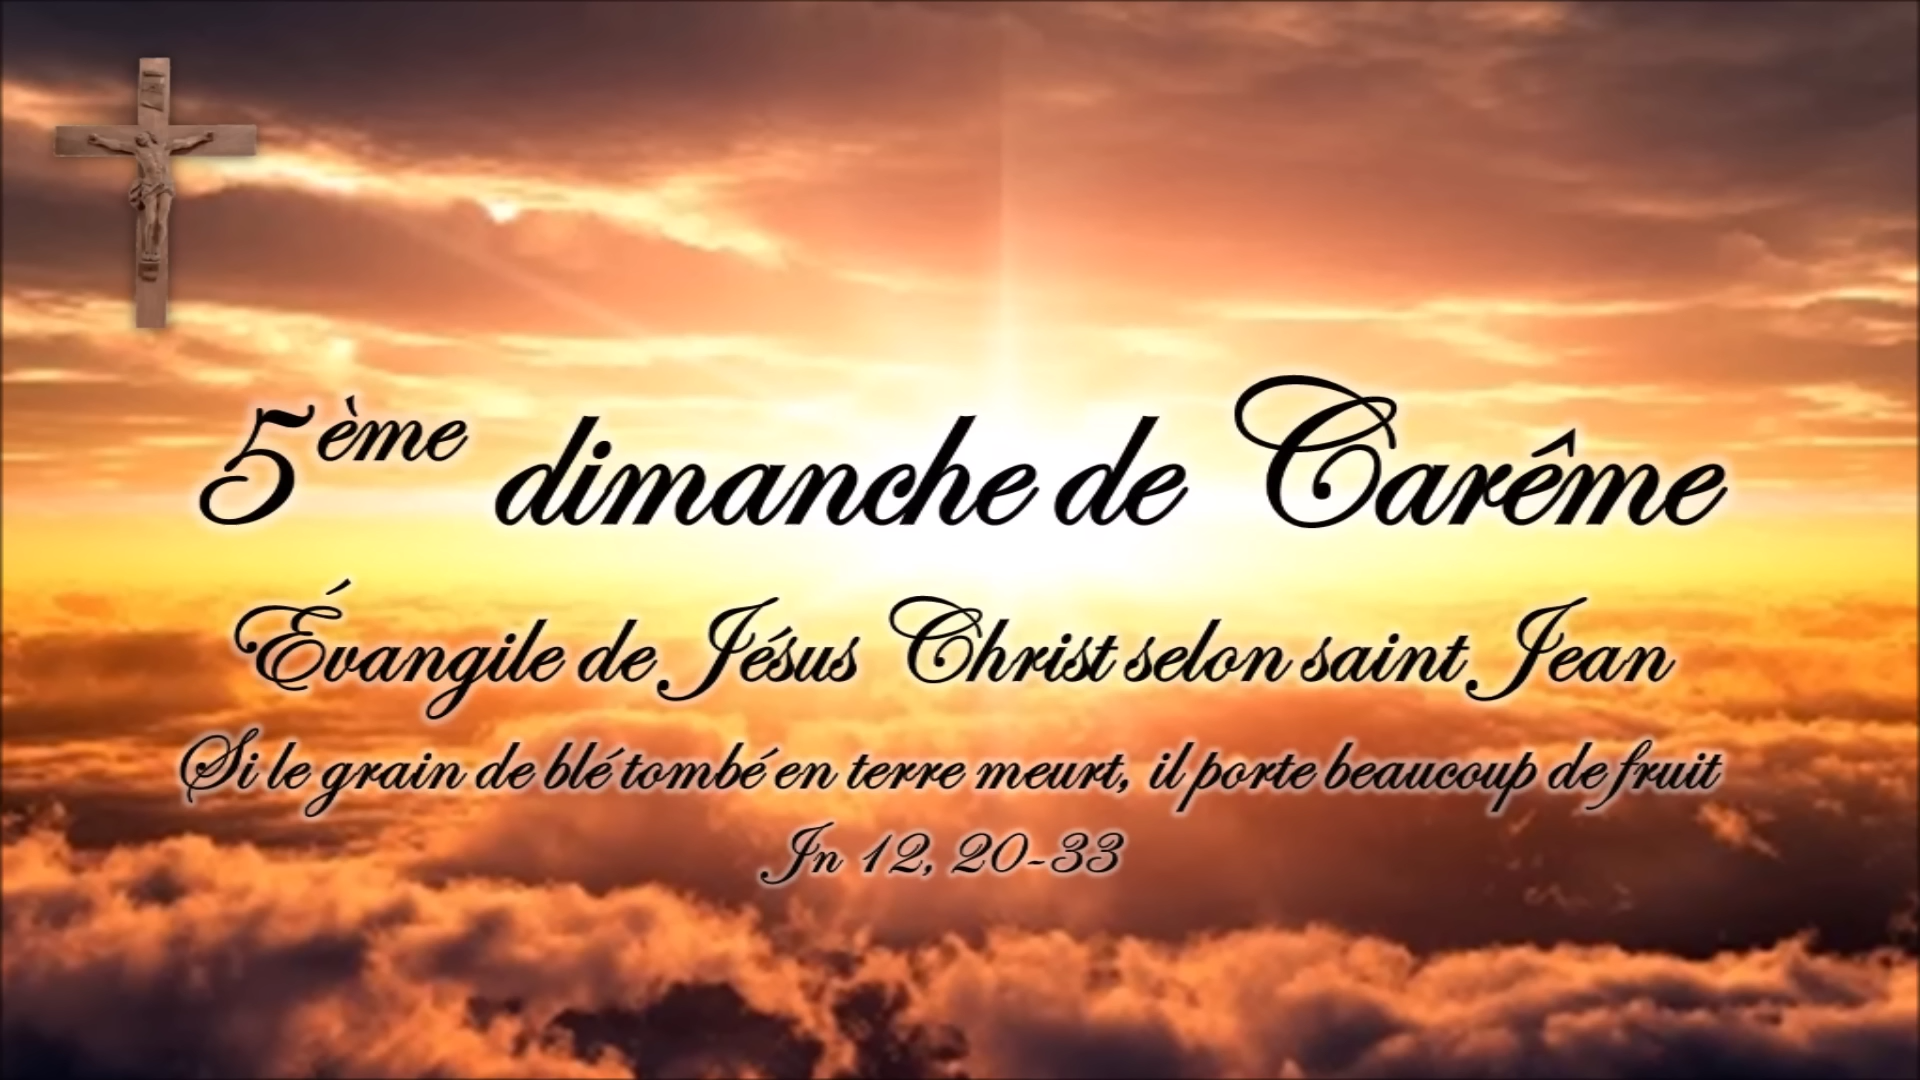 5ème dimanche de Carême
Évangile de Jésus Christ selon saint Jean
Si le grain de blé tombé en terre meurt, il porte beaucoup de fruit
Jn 12, 20-33